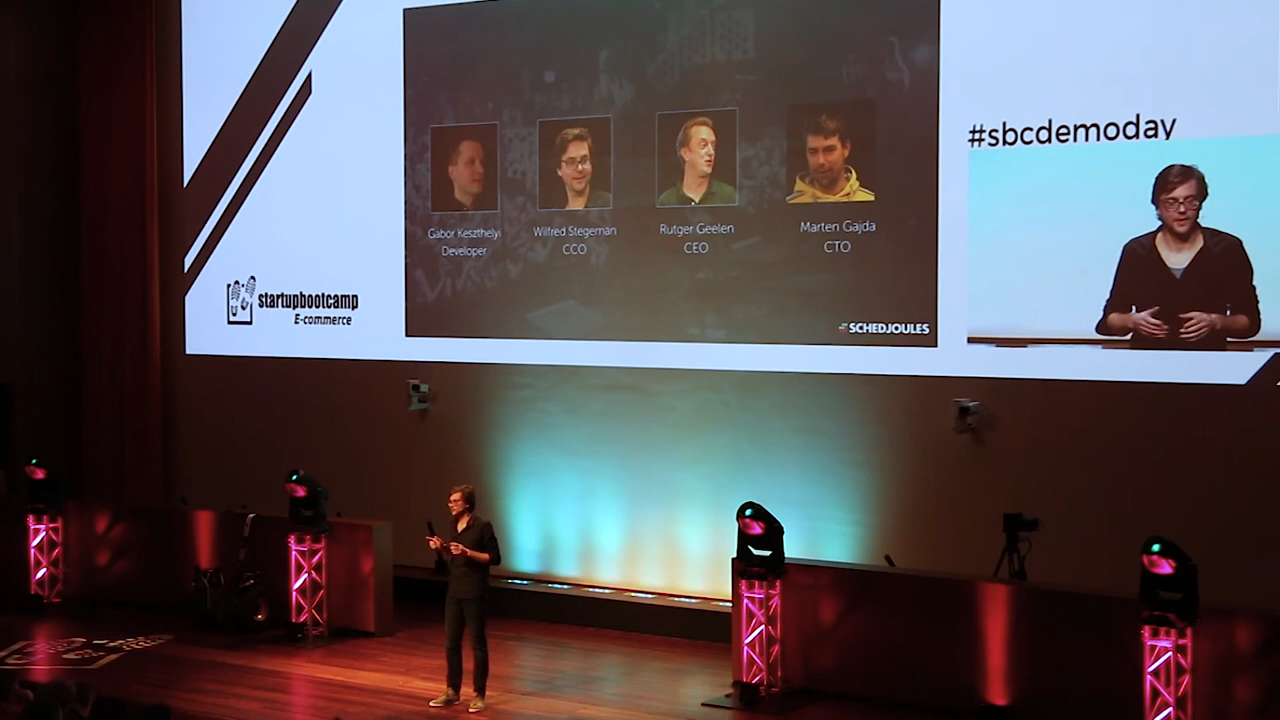 #sbcdemoday
Gabor Keszthelyi
Developer
Wilfred Stegeman
CCO
Rutger Geelen
CEO
Marten Gajda
CTO
startupbootcamp
E-commerce
SCHEDJOULES